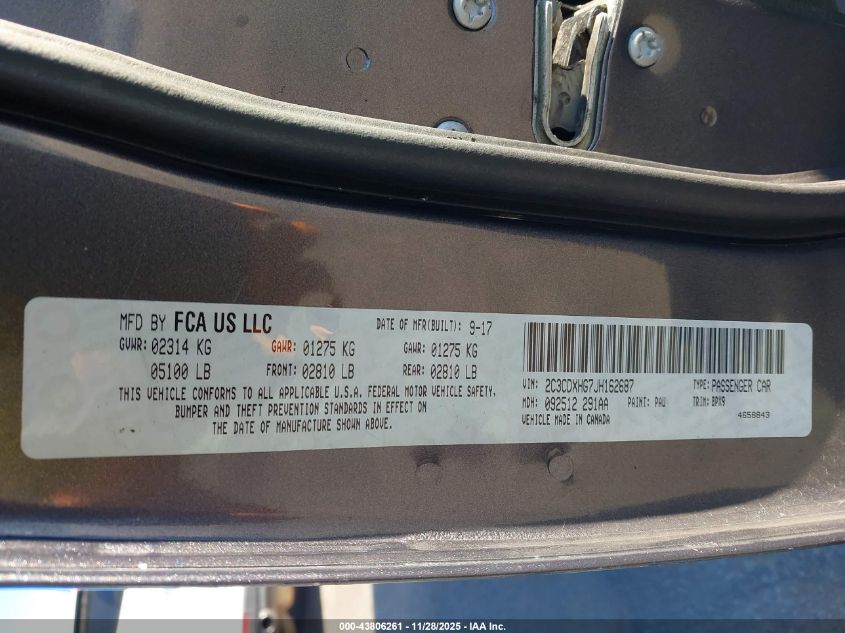 MFD BY FCA US LLC DATE OF MFR(BUILT): 9-17
GVWR: 02314 KG GAWR: 01275 KG GAWR: 01275 KG
05100 LB FRONT: 02810 LB REAR: 02810 LB
THIS VEHICLE CONFORMS TO ALL APPLICABLE U.S.A. FEDERAL MOTOR VEHICLE SAFETY,
BUMPER AND THEFT PREVENTION STANDARDS IN EFFECT ON
THE DATE OF MANUFACTURE SHOWN ABOVE.
VIN: 2C3CDXHG7JH162687 TYPE: PASSENGER CAR
MDH: 092512 291AA PAINT: PAU TRIM: BPX9
VEHICLE MADE IN CANADA 4658843
000-43806261 | 11/28/2025 - IAA Inc.